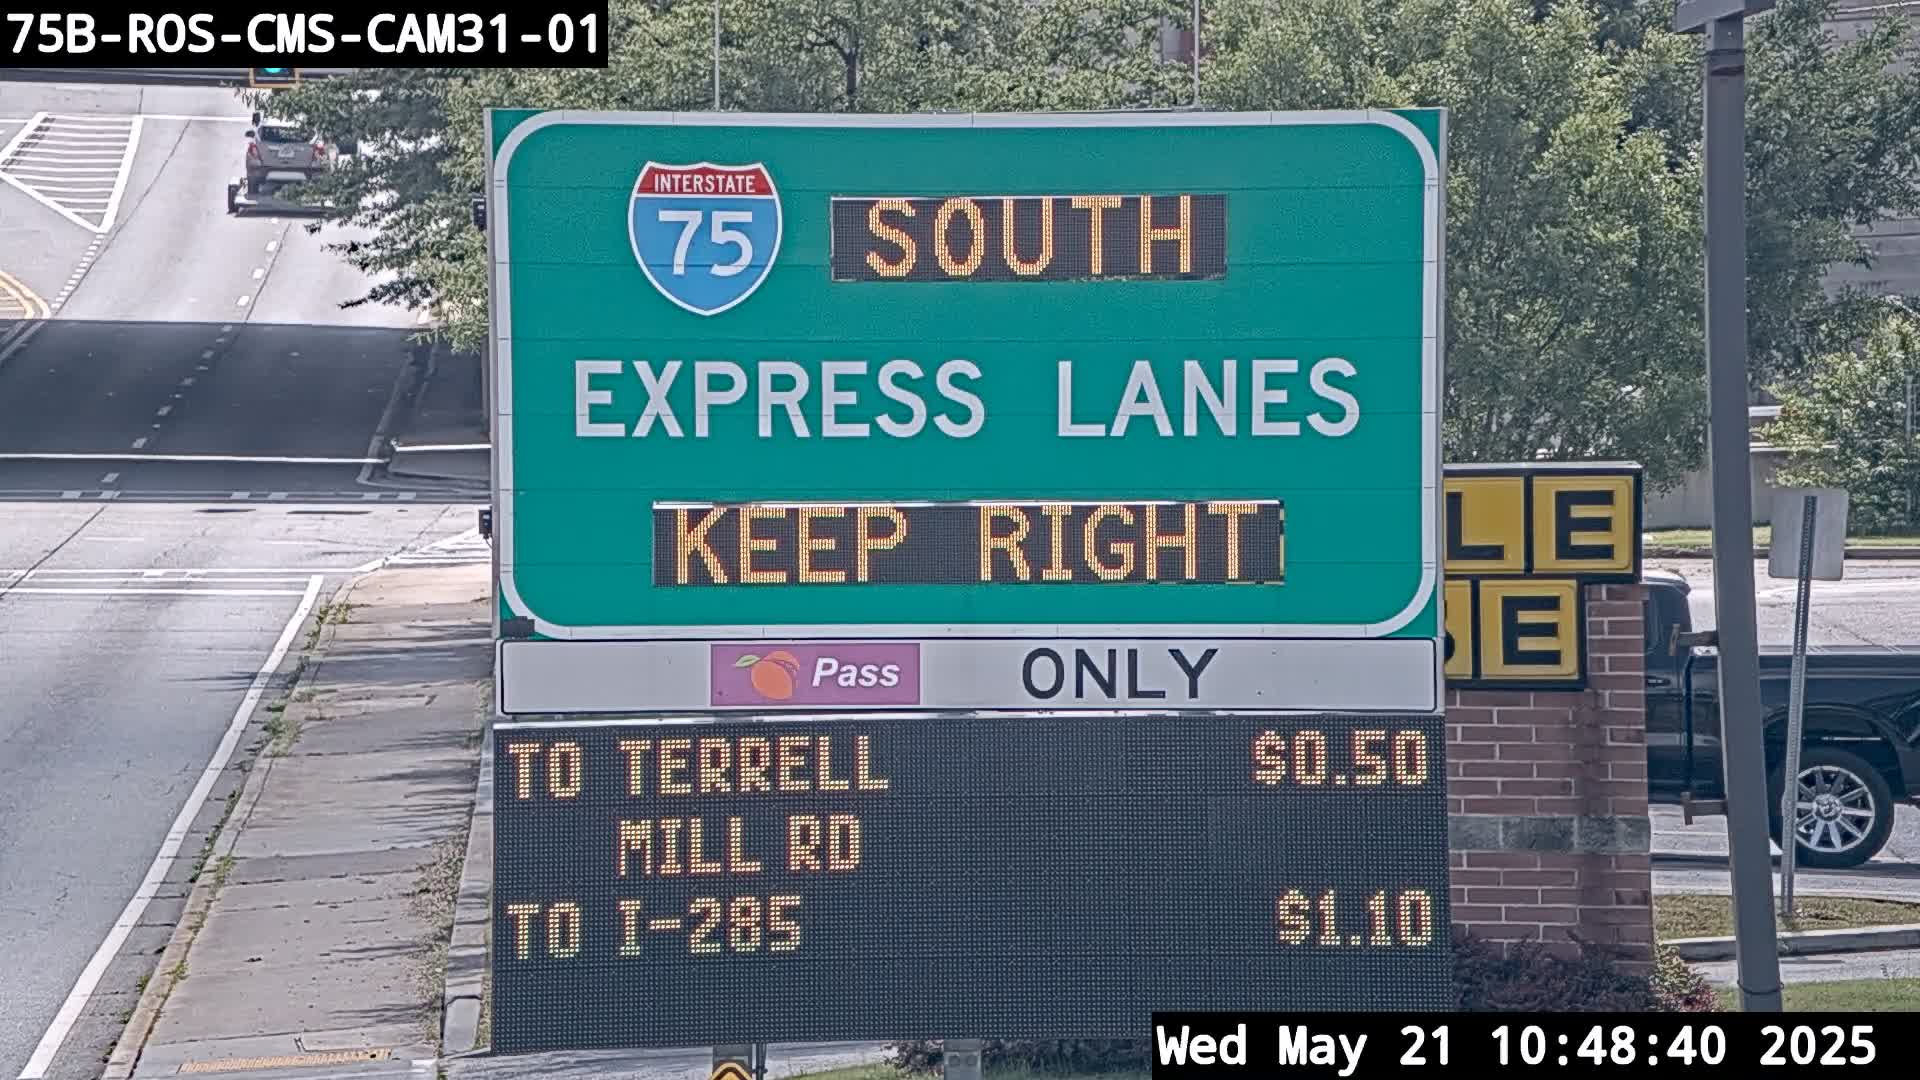 75B-ROS-CMS-CAM31-01
INTERSTATE
75
SOUTH
EXPRESS LANES
KEEP RIGHT
Pass ONLY
TO TERRELL $0.50
MILL RD
TO I-285 $1.10
LE
E
Wed May 21 10:48:40 2025